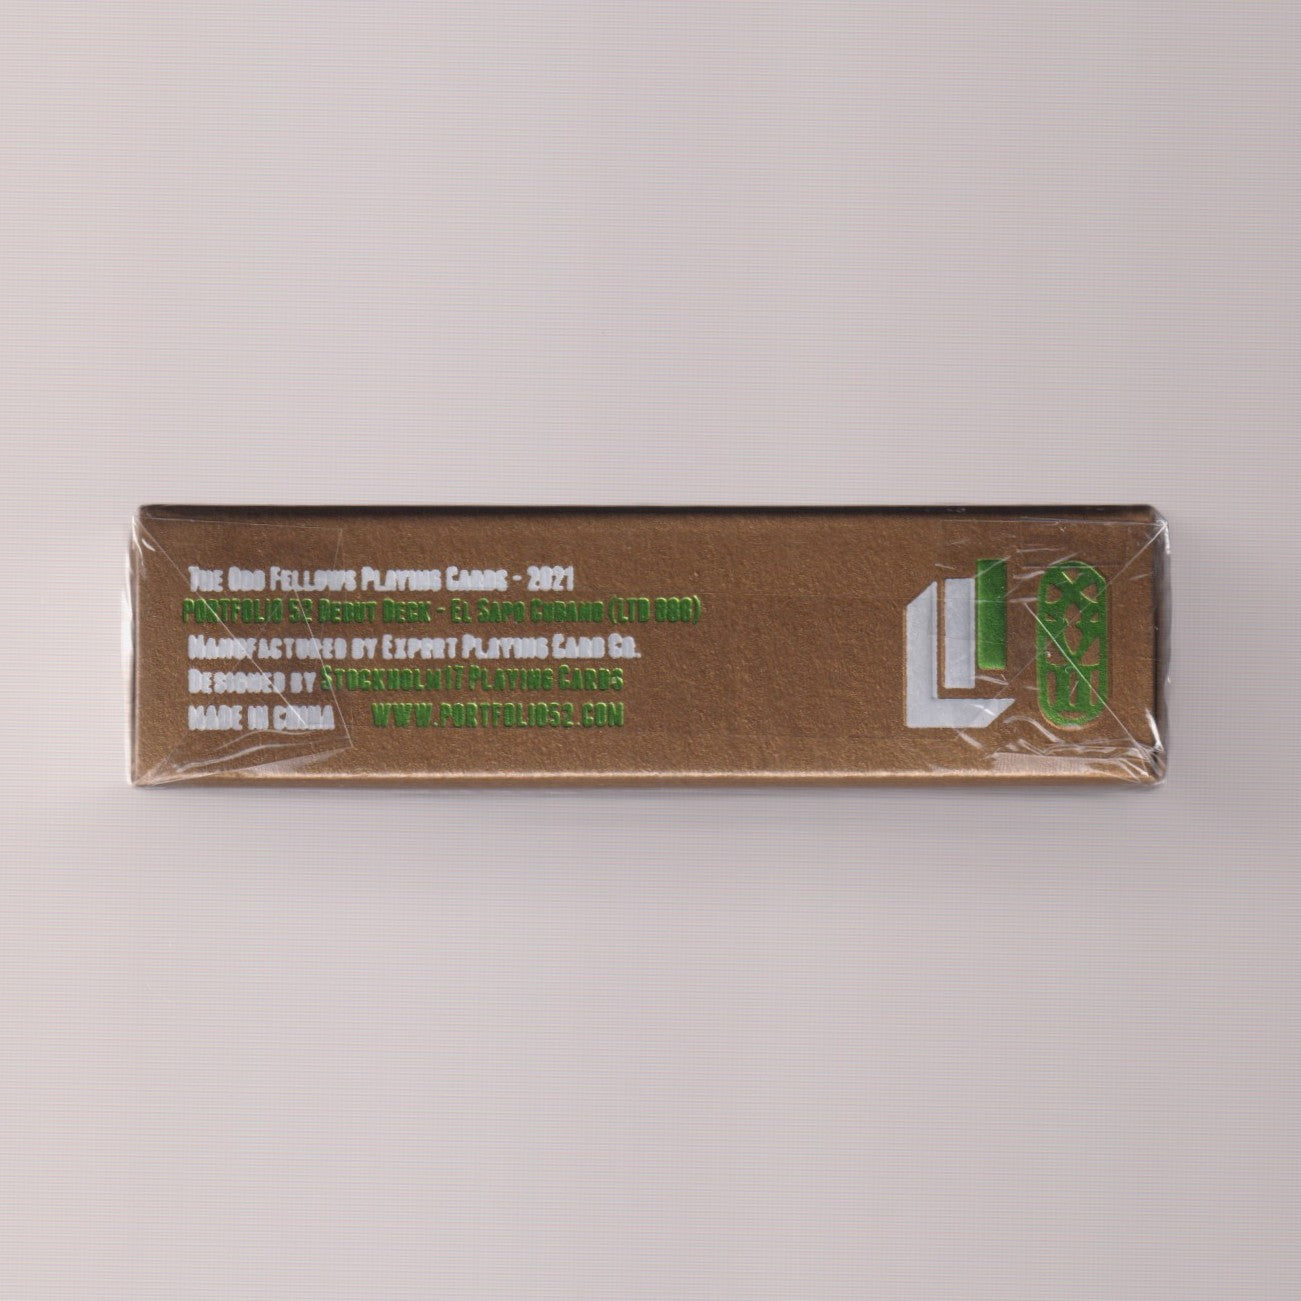 The Odd Fellows Playing Cards - 2021
Portfolio 52 Debut Deck - El Sapo Cubano (LTD 888)
Manufactured by Expert Playing Card Co.
Designed by Stockholm17 Playing Cards
Made in China www.portfolio52.com